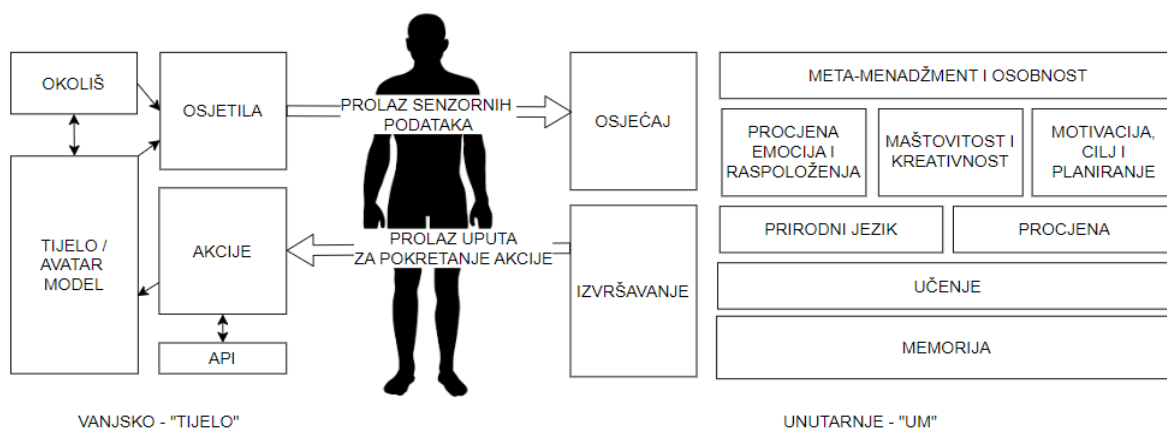 OKOLIŠ
OSJETILA
TIJELO /
AVATAR
MODEL
AKCIJE
API
PROLAZ SENZORNIH
PODATAKA
PROLAZ UPUTA
ZA POKRETANJE AKCIJE
OSJEĆAJ
IZVRŠAVANJE
META-MENADŽMENT I OSOBNOST
PROCJENA
EMOCIJA I
RASPOLOŽENJA
MAŠTOVITOST I
KREATIVNOST
MOTIVACIJA,
CILJ I
PLANIRANJE
PRIRODNI JEZIK
PROCJENA
UČENJE
MEMORIJA
VANJSKO - "TIJELO"
UNUTARNJE - "UM"